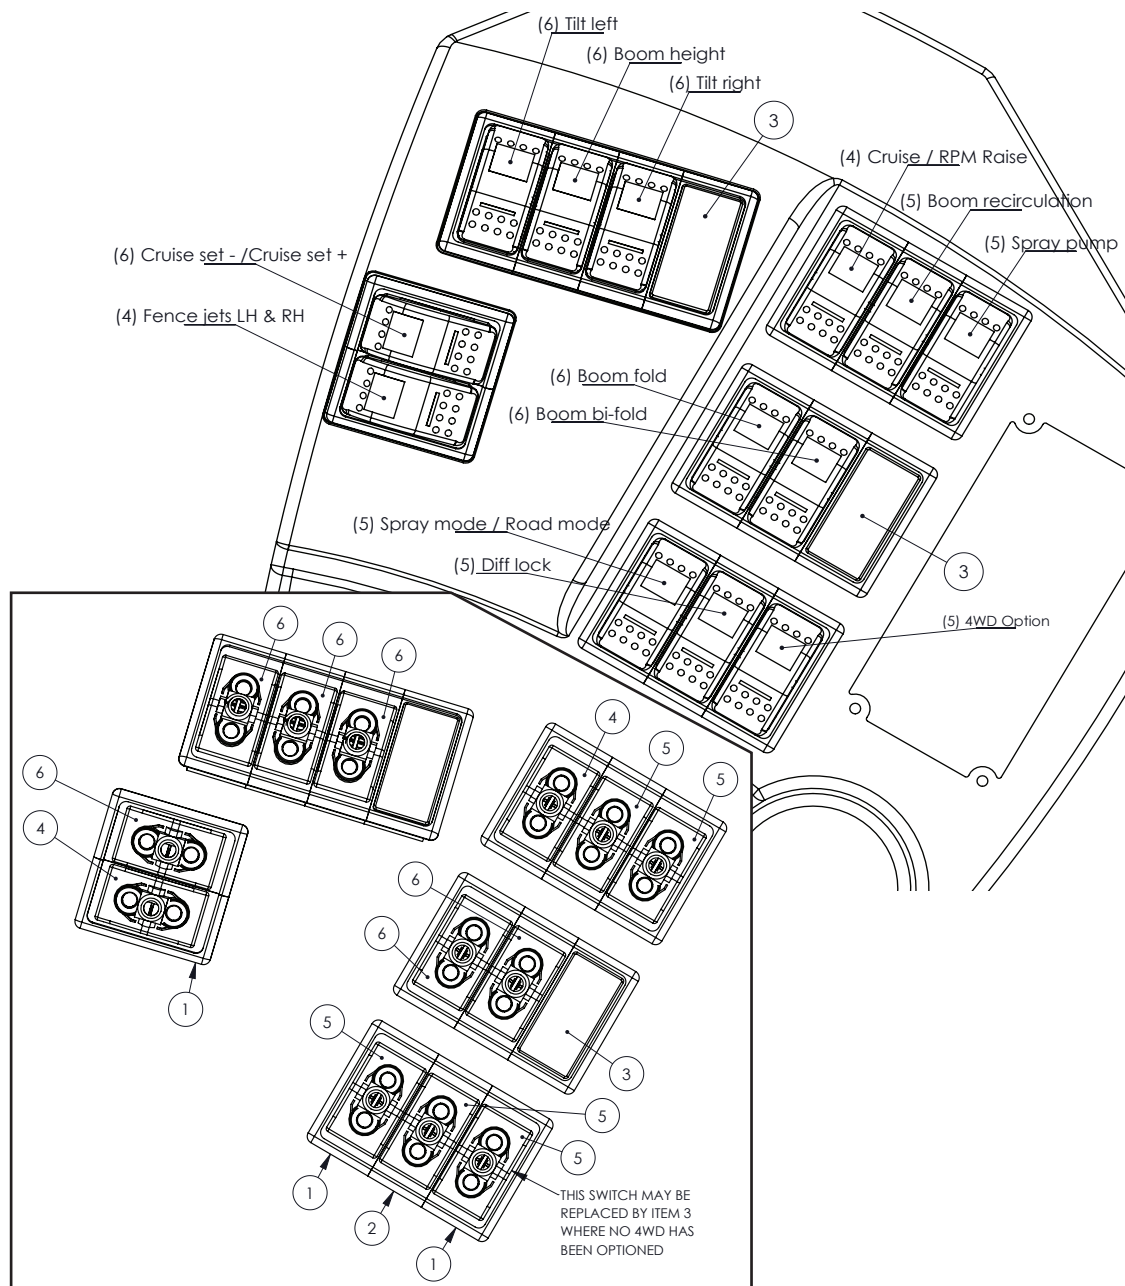 (6) Tilt left
(6) Boom height
(6) Tilt right
3
(4) Cruise / RPM Raise
(5) Boom recirculation
(5) Spray pump
(6) Cruise set - /Cruise set +
(4) Fence jets LH & RH
(6) Boom fold
(6) Boom bi-fold
(5) Spray mode / Road mode
(5) Diff lock
3
(5) 4WD Option
6
6
6
4
5
5
6
4
6
6
1
5
3
5
5
1
2
1
THIS SWITCH MAY BE
REPLACED BY ITEM 3
WHERE NO 4WD HAS
BEEN OPTIONED